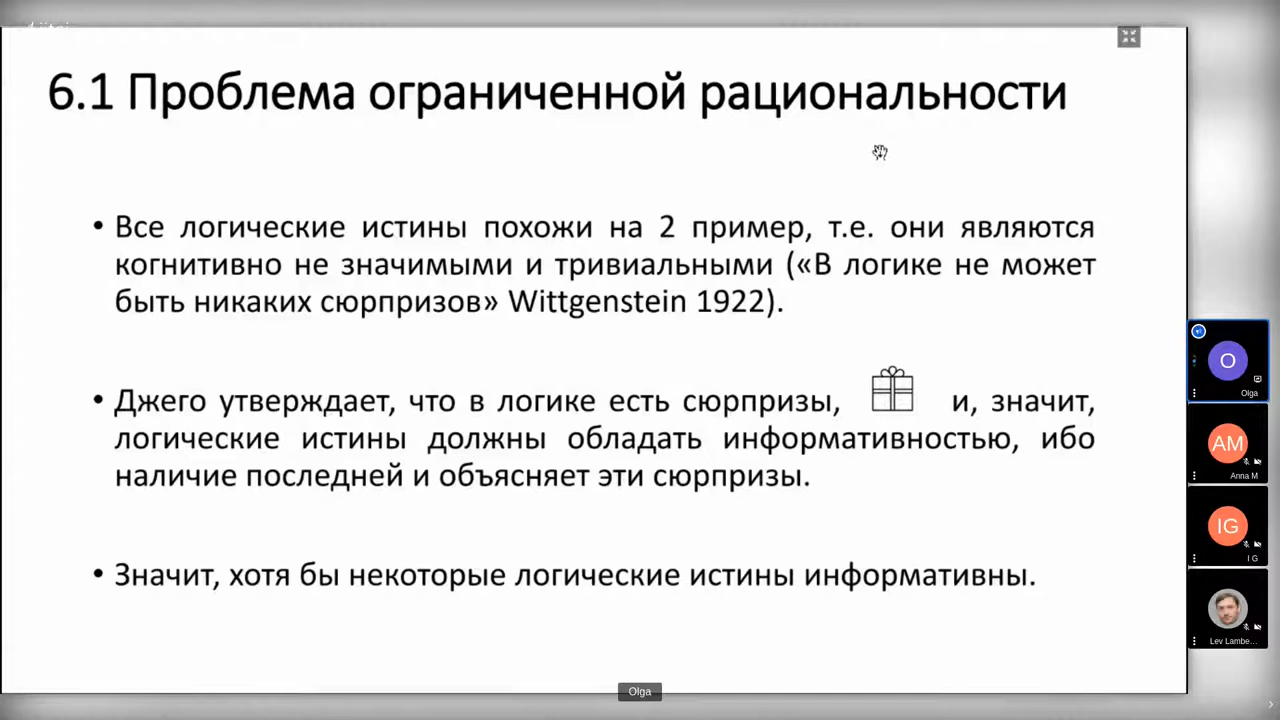 6.1 Проблема ограниченной рациональности
• Все логические истины похожи на 2 пример, т.е. они являются
когнитивно не значимыми и тривиальными («В логике не может
быть никаких сюрпризов» Wittgenstein 1922).
• Джего утверждает, что в логике есть сюрпризы, и, значит,
логические истины должны обладать информативностью, ибо
наличие последней и объясняет эти сюрпризы.
• Значит, хотя бы некоторые логические истины информативны.
O
Olga
AM
Anna M
IG
I G
Lev Lambe...
Olga